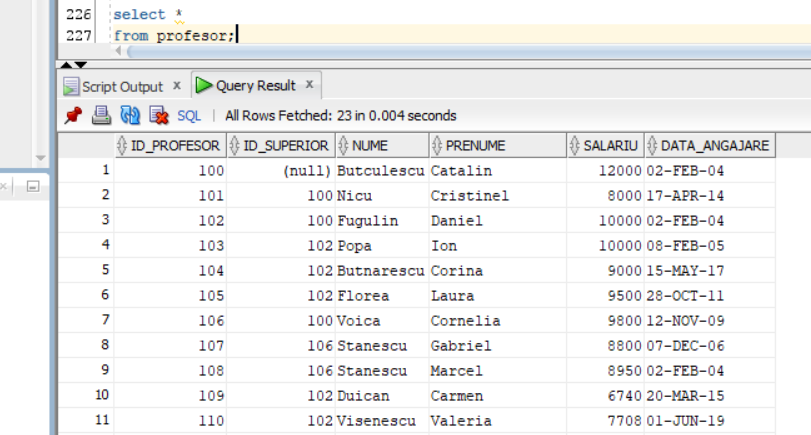 226 select *
227 from profesor;
Script Output x Query Result x
SQL | All Rows Fetched: 23 in 0.004 seconds
ID_PROFESOR ID_SUPERIOR NUME PRENUME SALARIU DATA_ANGAJARE
1 100 (null) Butculescu Catalin 12000 02-FEB-04
2 101 100 Nicu Cristinel 8000 17-APR-14
3 102 100 Fugulin Daniel 10000 02-FEB-04
4 103 102 Popa Ion 10000 08-FEB-05
5 104 102 Butnarescu Corina 9000 15-MAY-17
6 105 102 Florea Laura 9500 28-OCT-11
7 106 100 Voica Cornelia 9800 12-NOV-09
8 107 106 Stanescu Gabriel 8800 07-DEC-06
9 108 106 Stanescu Marcel 8950 02-FEB-04
10 109 102 Duican Carmen 6740 20-MAR-15
11 110 102 Visenescu Valeria 7708 01-JUN-19